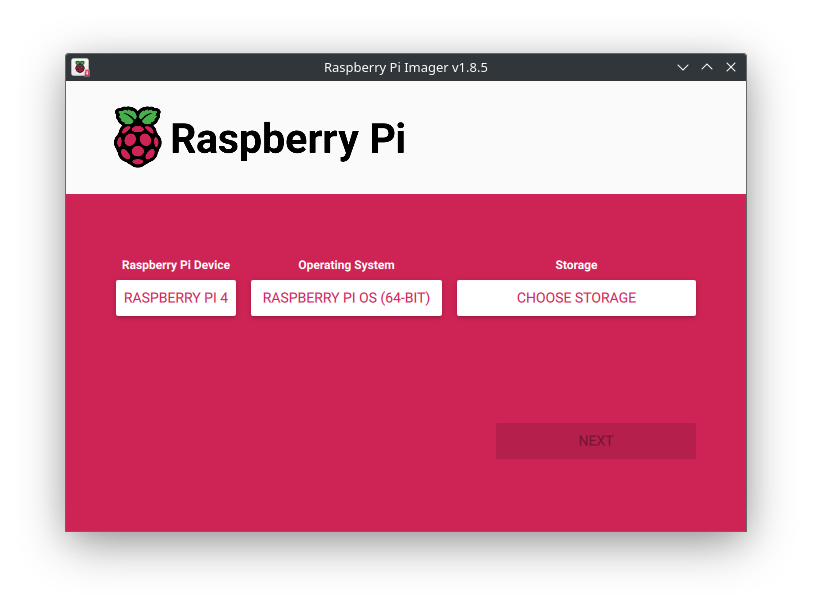 Raspberry Pi Imager v1.8.5
Raspberry Pi
Raspberry Pi Device
Operating System
Storage
RASPBERRY PI 4
RASPBERRY PI OS (64-BIT)
CHOOSE STORAGE
NEXT